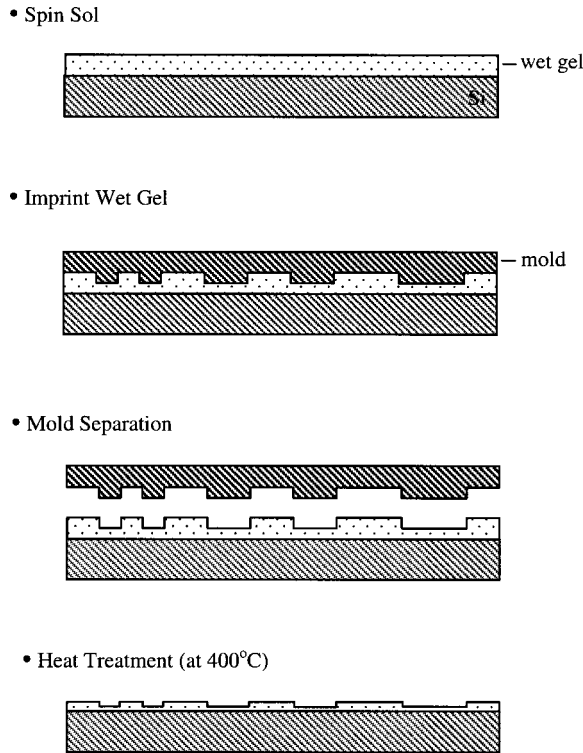 • Spin Sol
wet gel
Si
• Imprint Wet Gel
mold
• Mold Separation
• Heat Treatment (at 400°C)